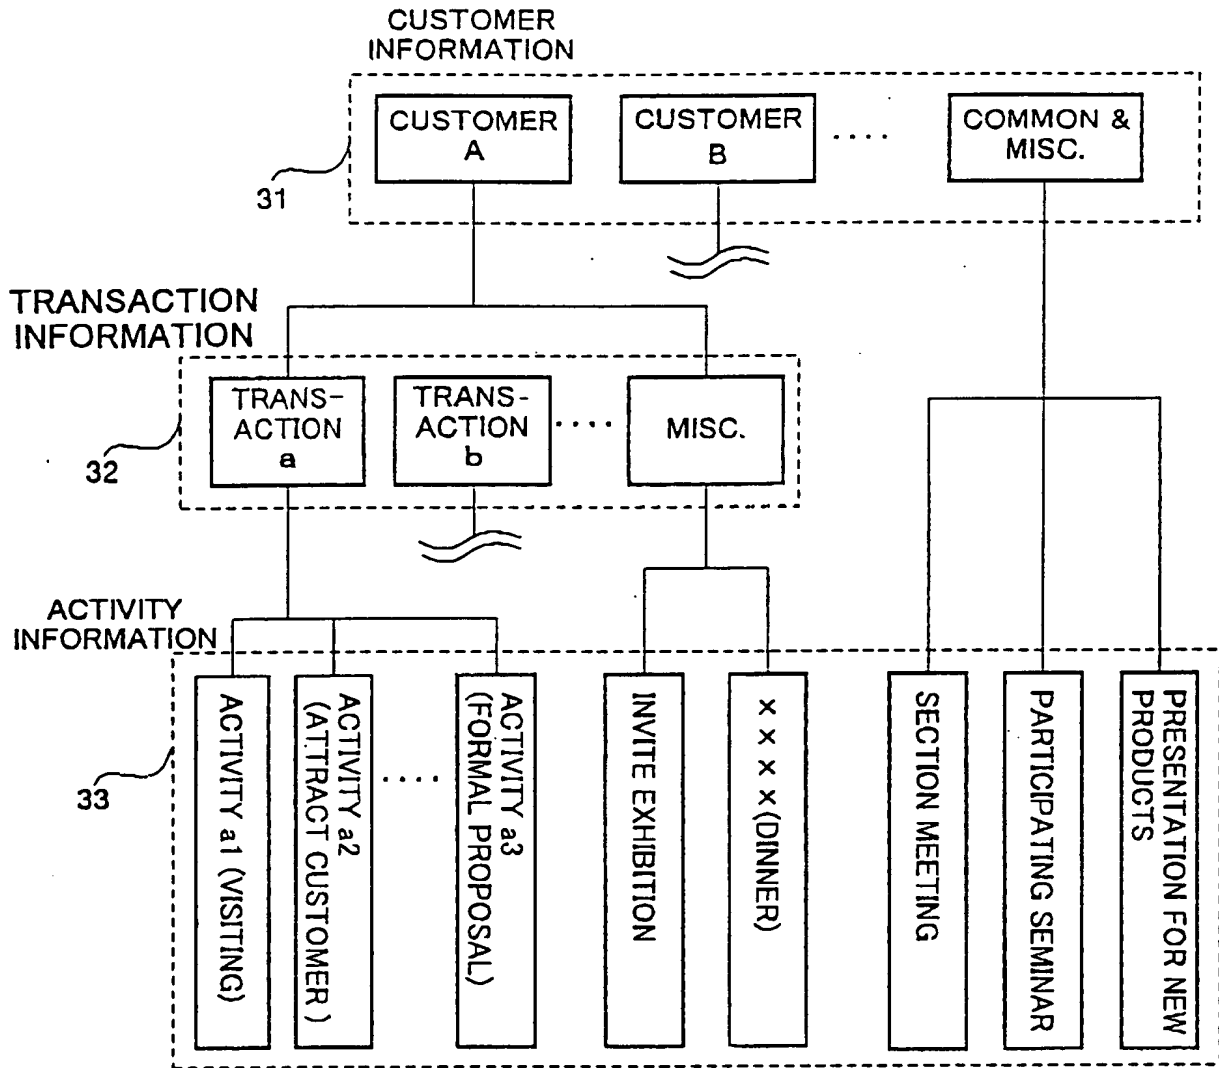 CUSTOMER
INFORMATION
CUSTOMER
A
CUSTOMER
B
....
COMMON &
MISC.
31
TRANSACTION
INFORMATION
TRANS-
ACTION
a
TRANS-
ACTION
b
....
MISC.
32
ACTIVITY
INFORMATION
ACTIVITY a1 (VISITING)
ACTIVITY a2
(ATTRACT CUSTOMER)
....
ACTIVITY a3
(FORMAL PROPOSAL)
INVITE EXHIBITION
××××(DINNER)
SECTION MEETING
PARTICIPATING SEMINAR
PRESENTATION FOR NEW
PRODUCTS
33